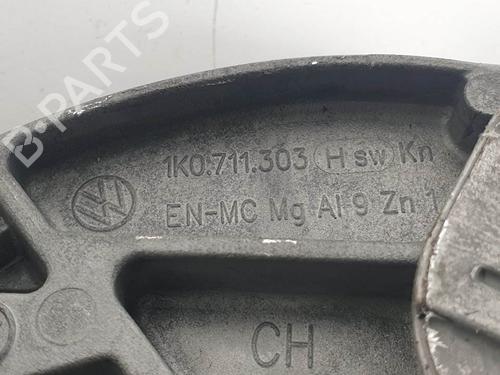 B-PARTS
1K0.711.303 H sw Kn
EN-MC Mg Al 9 Zn 1
CH